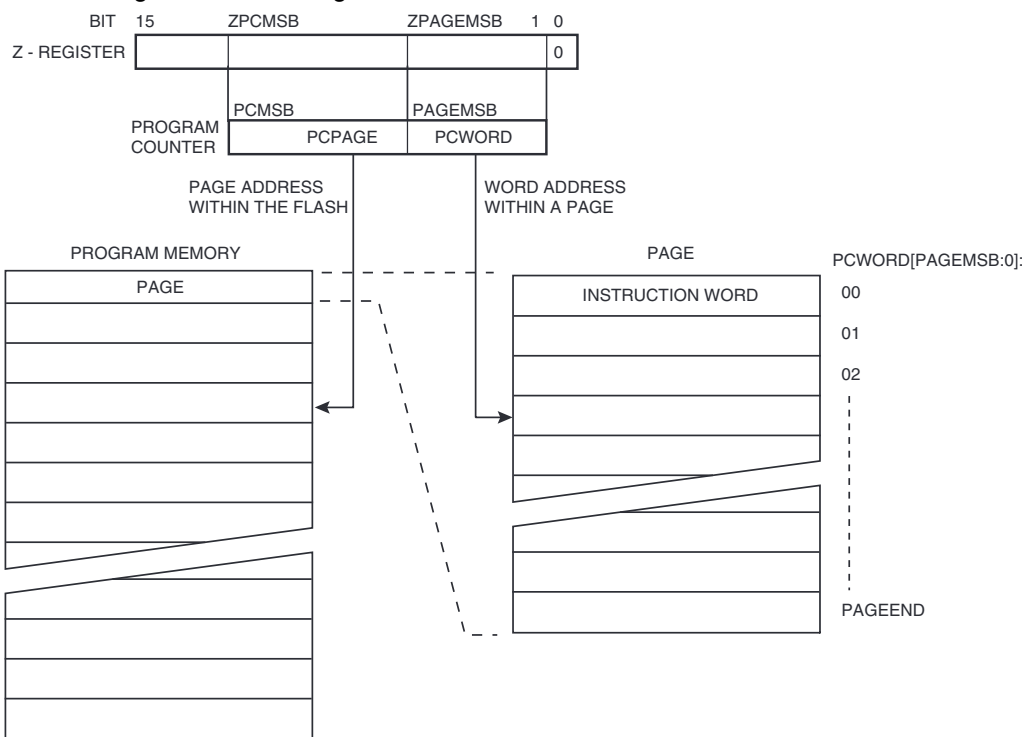 BIT 15 ZPCMSB ZPAGEMSB 1 0
Z - REGISTER 0
PCMSB PAGEMSB
PROGRAM
COUNTER
PCPAGE PCWORD
PAGE ADDRESS
WITHIN THE FLASH
WORD ADDRESS
WITHIN A PAGE
PROGRAM MEMORY
PAGE
PAGE
INSTRUCTION WORD
PCWORD[PAGEMSB:0]:
00
01
02
PAGEEND